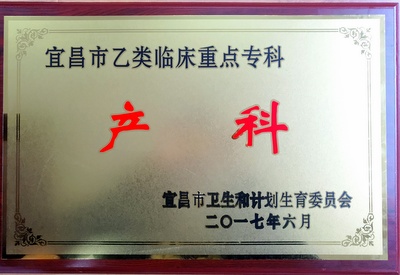 宜昌市乙类临床重点专科
产科
宜昌市卫生和计划生育委员会
二〇一七年六月